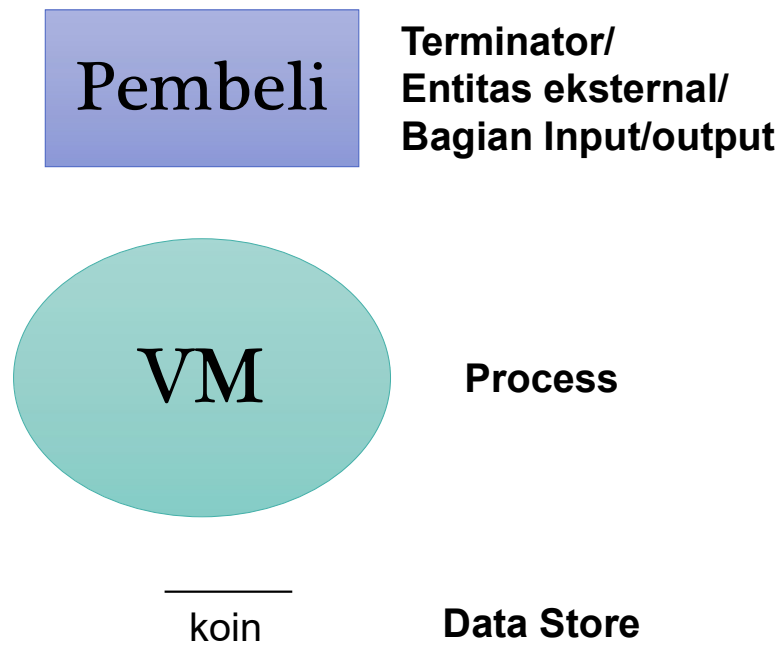 Pembeli
Terminator/
Entitas eksternal/
Bagian Input/output
VM
Process
koin
Data Store